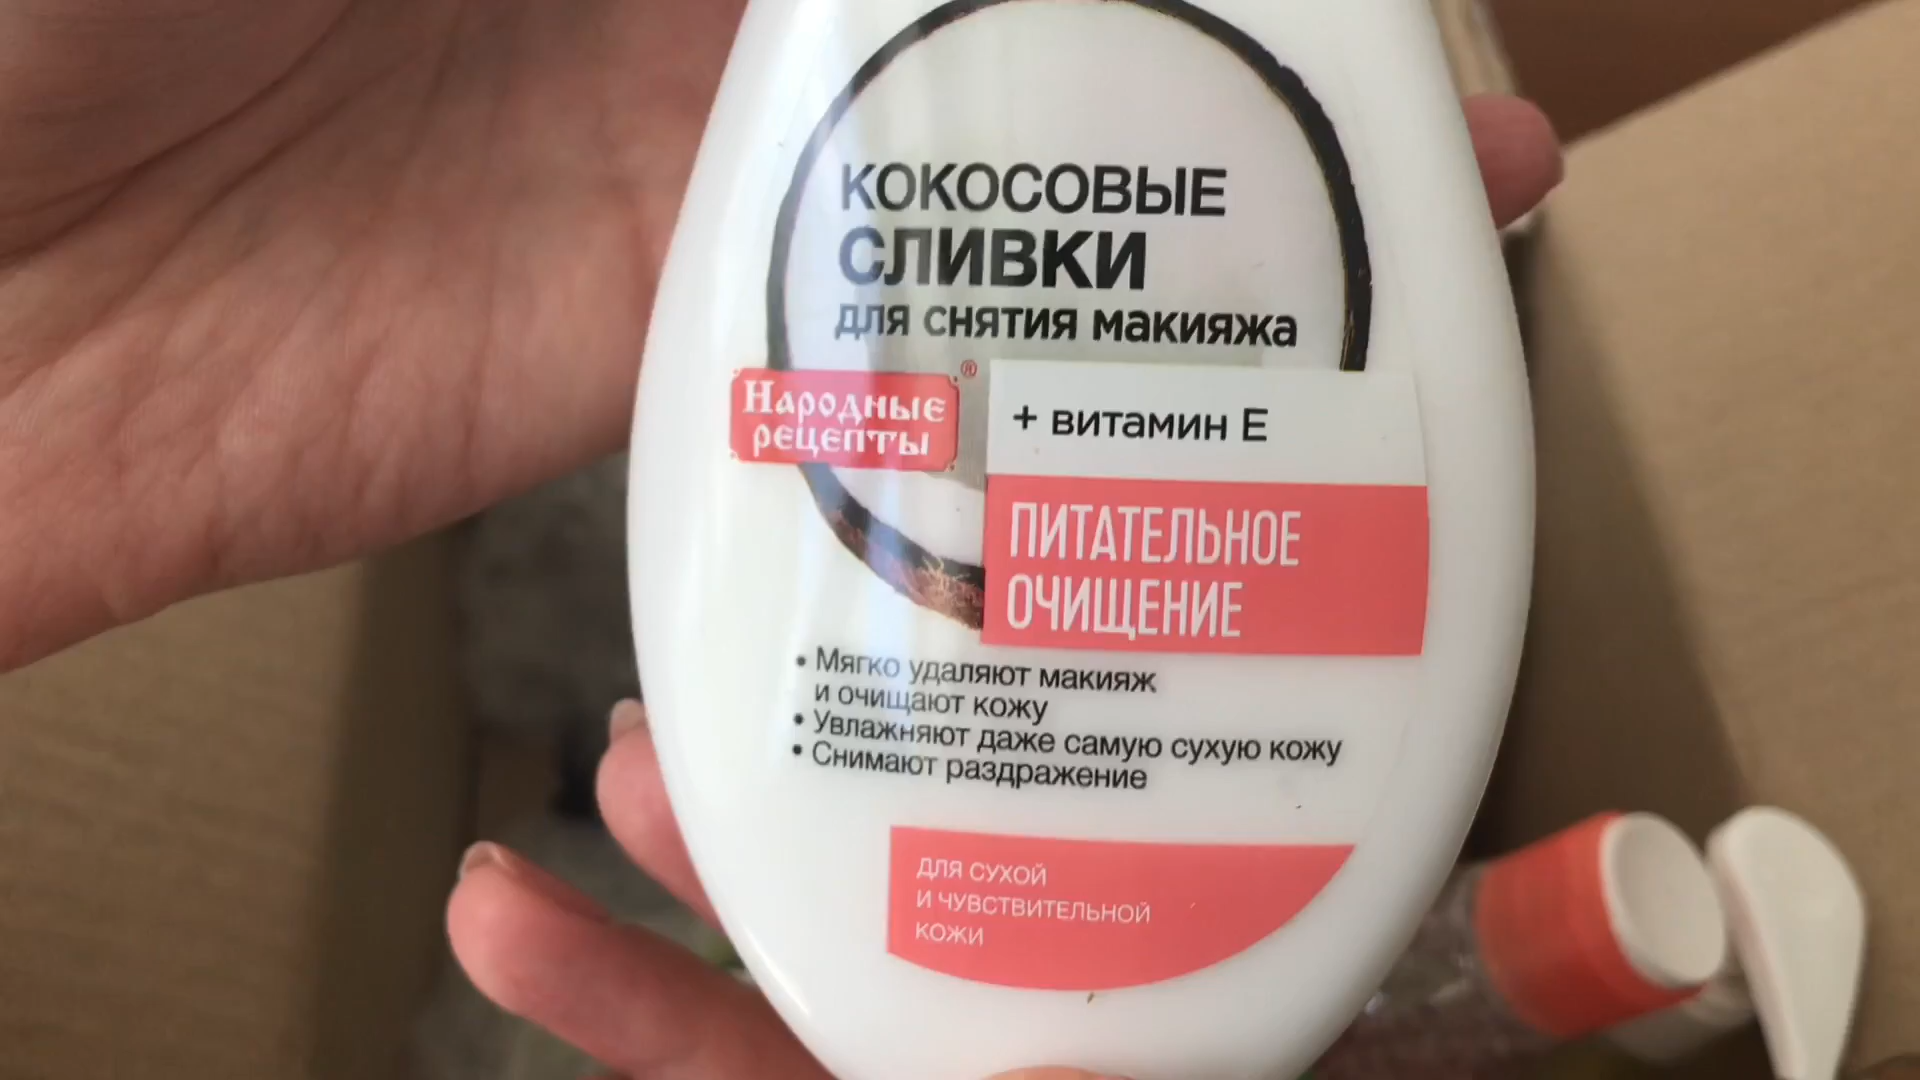 КОКОСОВЫЕ
СЛИВКИ
для снятия макияжа
Народные
рецепты
®
+ витамин Е
ПИТАТЕЛЬНОЕ
ОЧИЩЕНИЕ
• Мягко удаляют макияж
и очищают кожу
• Увлажняют даже самую сухую кожу
• Снимают раздражение
ДЛЯ СУХОЙ
И ЧУВСТВИТЕЛЬНОЙ
КОЖИ